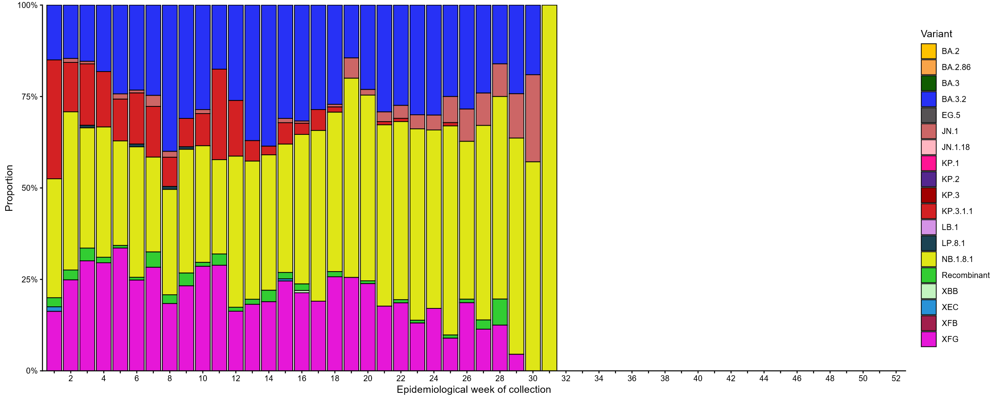 100%
75%
50%
25%
0%
Proportion
2 4 6 8 10 12 14 16 18 20 22 24 26 28 30 32 34 36 38 40 42 44 46 48 50 52
Epidemiological week of collection
Variant
BA.2
BA.2.86
BA.3
BA.3.2
EG.5
JN.1
JN.1.18
KP.1
KP.2
KP.3
KP.3.1.1
LB.1
LP.8.1
NB.1.8.1
Recombinant
XBB
XEC
XFB
XFG